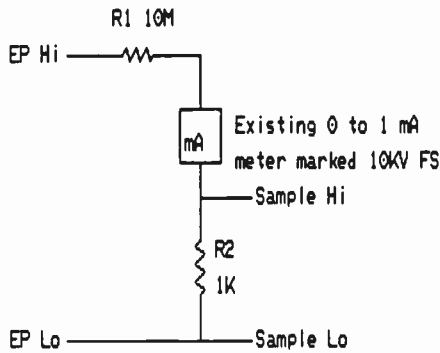 R1 10M
EP Hi
mA
Existing 0 to 1 mA
meter marked 10KV FS
Sample Hi
R2
1K
EP Lo
Sample Lo